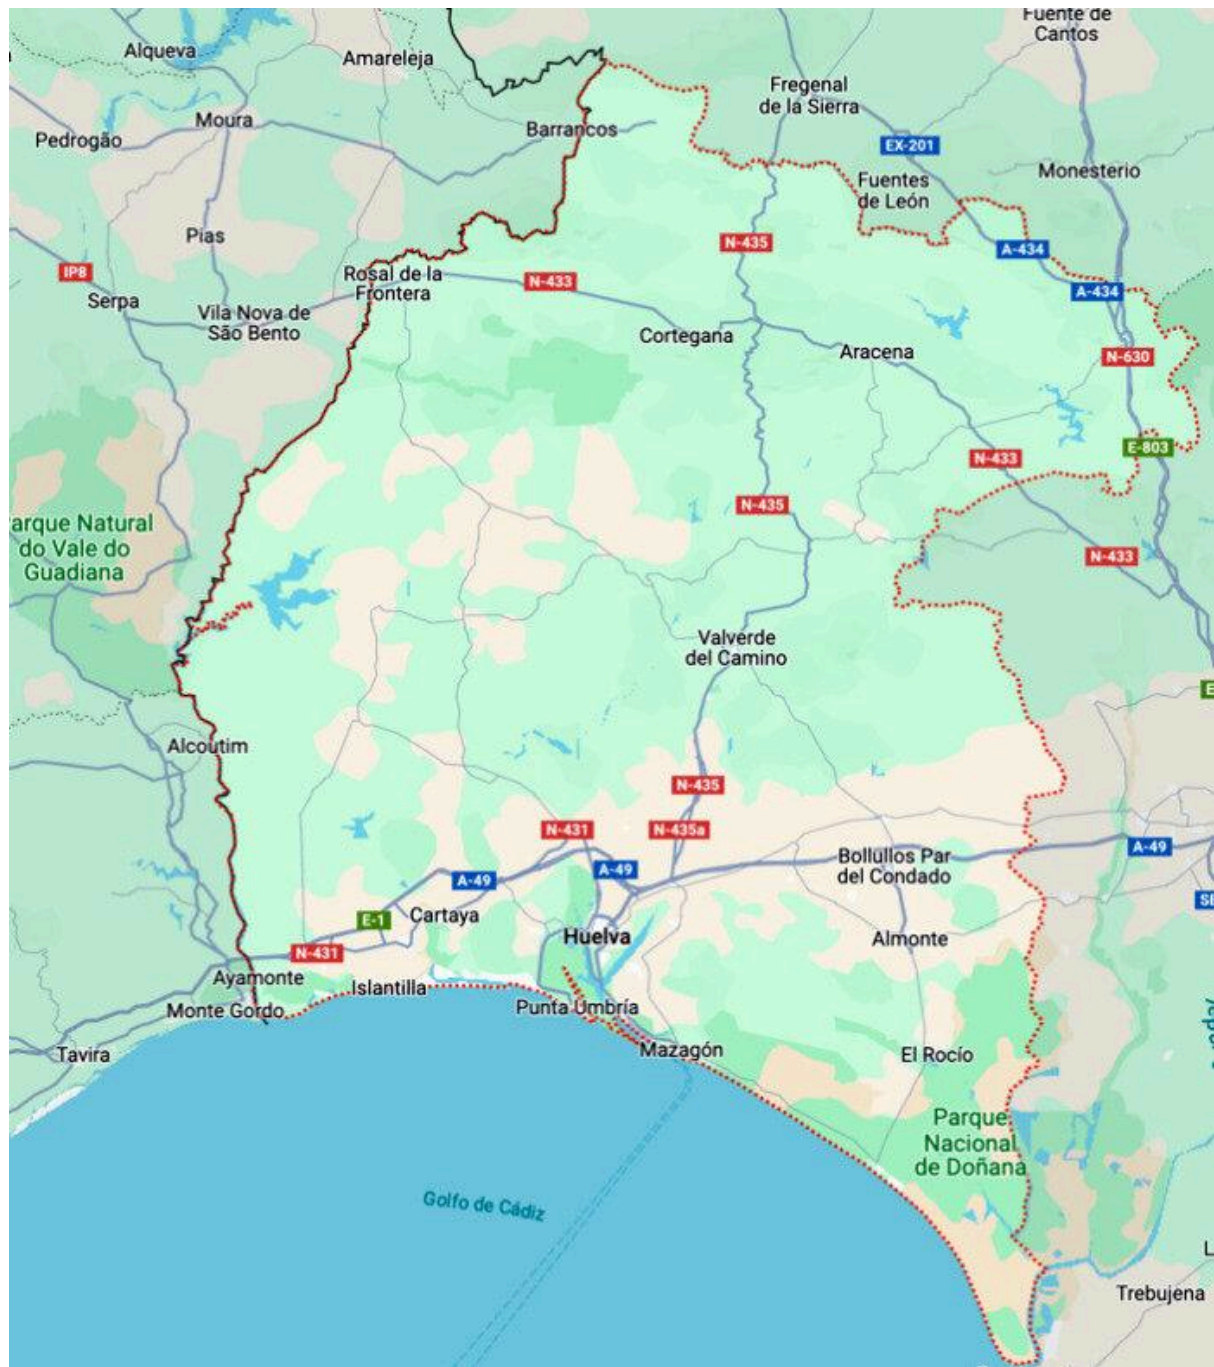 Fuente de
Cantos
Alqueva
Amareleja
Fregenal
de la Sierra
Moura
Pedrogão
Barrancos
EX-201
Monesterio
Fuentes
de León
Pias
N-435
A-434
IP8
Rosal de la
Frontera
N-433
A-434
Serpa
Vila Nova de
São Bento
Cortegana
Aracena
N-630
E-803
N-433
N-435
arque Natural
do Vale do
Guadiana
N-433
Valverde
del Camino
Alcoutim
N-435
N-431
N-435a
A-49
Bollullos Par
del Condado
A-49
A-49
E-1
Cartaya
Huelva
Almonte
N-431
Ayamonte
Islantilla
Monte Gordo
Punta Umbría
Mazagón
El Rocío
Tavira
Parque
Nacional
de Doñana
Golfo de Cádiz
Trebujena